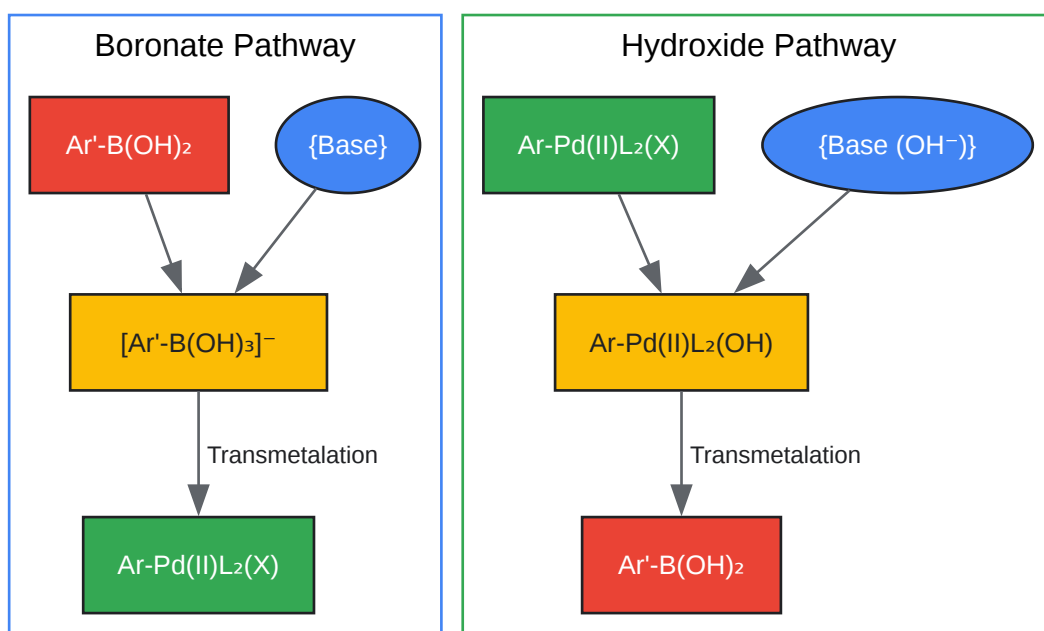 Boronate Pathway
Ar'-B(OH)₂
{Base}
[Ar'-B(OH)₃]⁻
Transmetalation
Ar-Pd(II)L₂(X)
Hydroxide Pathway
Ar-Pd(II)L₂(X)
{Base (OH⁻)}
Ar-Pd(II)L₂(OH)
Transmetalation
Ar'-B(OH)₂